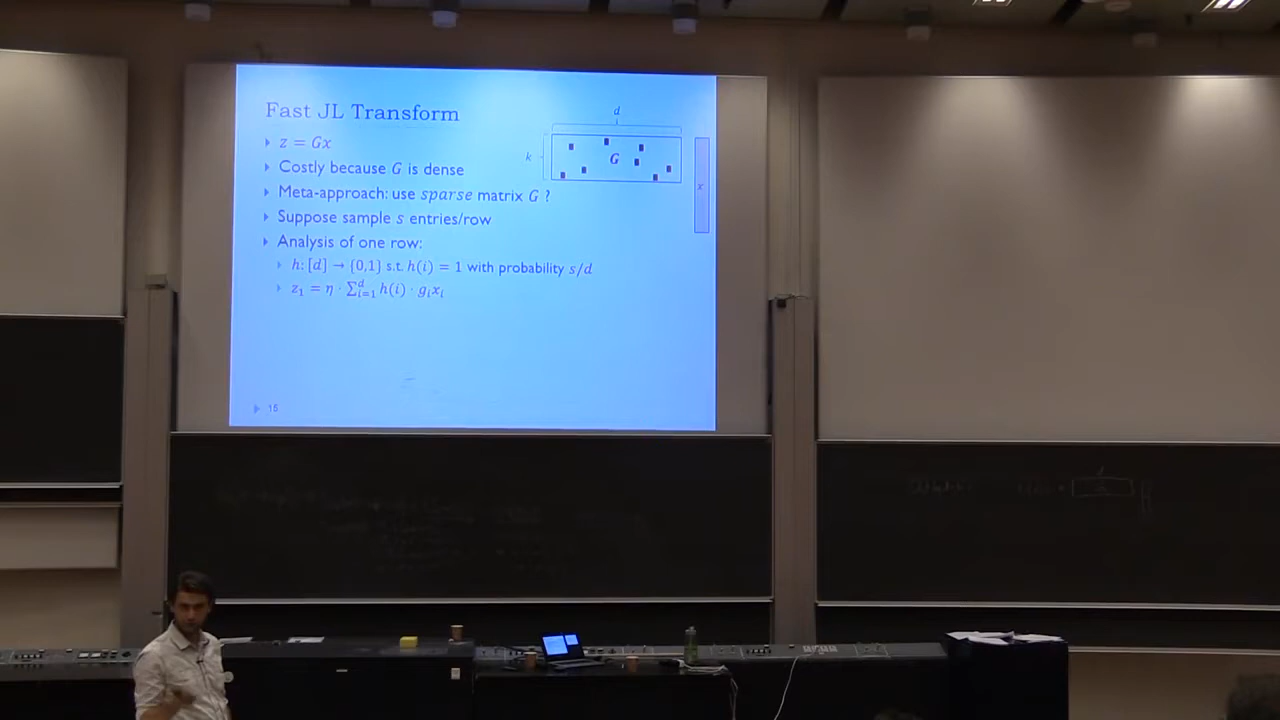 Fast JL Transform
z = Gx
Costly because G is dense
Meta-approach: use sparse matrix G ?
Suppose sample s entries/row
Analysis of one row:
h: [d] → {0,1} s.t. h(i) = 1 with probability s/d
z₁ = η · ∑ᵢ₌₁ᵈ h(i) · gᵢxᵢ
d
k
G
x
16